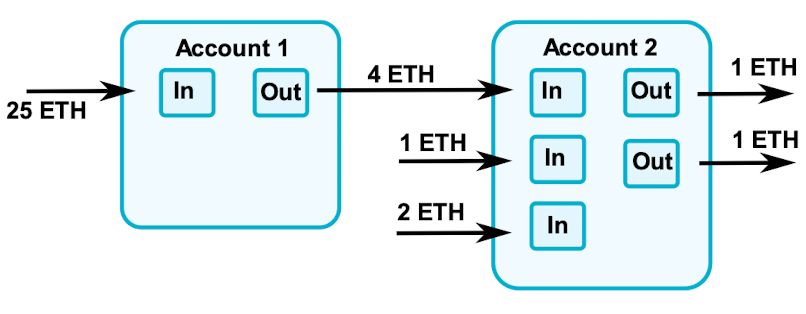 Account 1
In
Out
25 ETH
4 ETH
1 ETH
2 ETH
Account 2
In
Out
In
Out
In
1 ETH
1 ETH